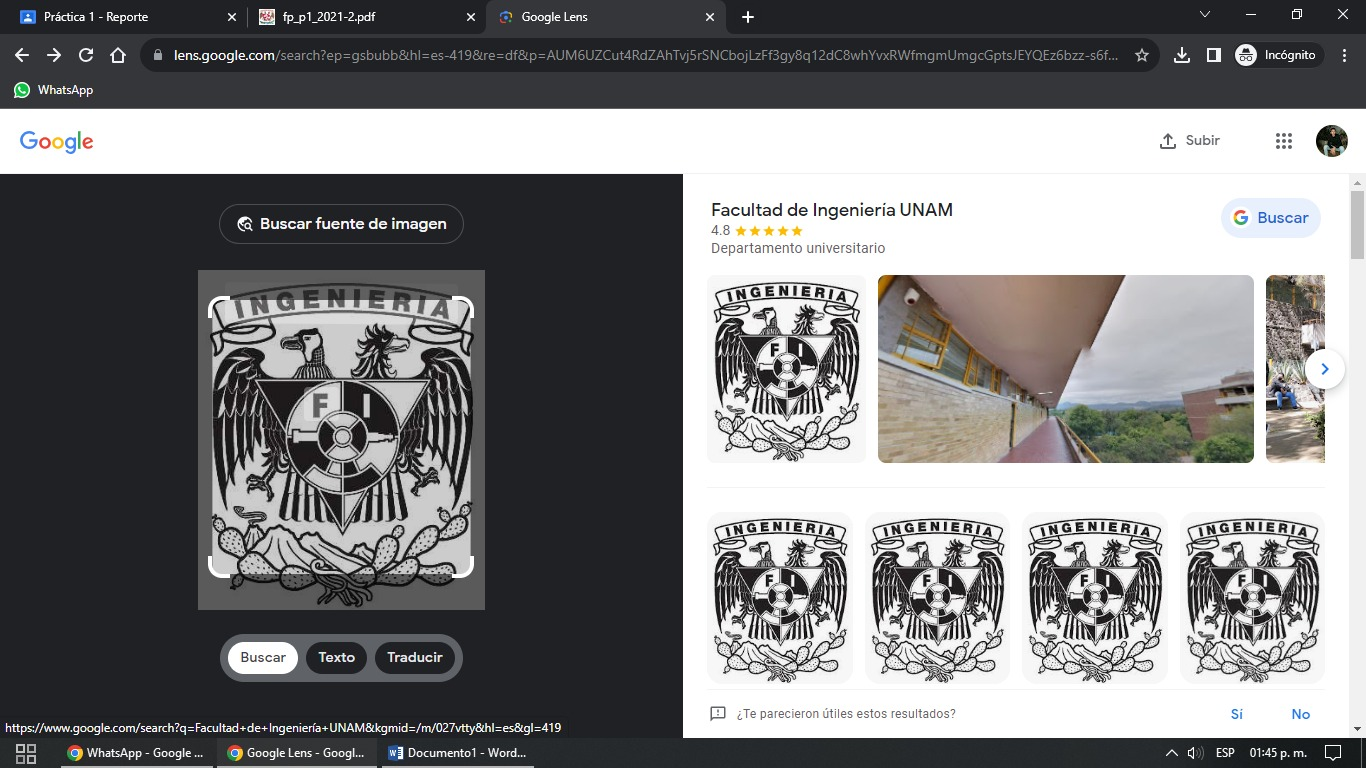 Práctica 1 - Reporte
fp_p1_2021-2.pdf
Google Lens
lens.google.com/search?ep=gsbubb&hl=es-419&re=df&p=AUM6UZCut4RdZAhTvj5rSNCbojLzFf3gy8q12dC8whYvxRWfmgmUmgcGptsJEYQEz6bzz-s6f...
Incógnito
WhatsApp
Google
Subir
Buscar fuente de imagen
INGENIERIA
F I
Buscar
Texto
Traducir
Facultad de Ingeniería UNAM
4.8
Departamento universitario
Buscar
INGENIERIA
F I
INGENIERIA
F I
INGENIERIA
F I
INGENIERIA
F I
INGENIERIA
F I
¿Te parecieron útiles estos resultados?
Sí
No
https://www.google.com/search?q=Facultad+de+Ingeniería+UNAM&kgmid=/m/027vtty&hl=es&gl=419
WhatsApp - Google ...
Google Lens - Googl...
Documento1 - Word...
ESP
01:45 p. m.